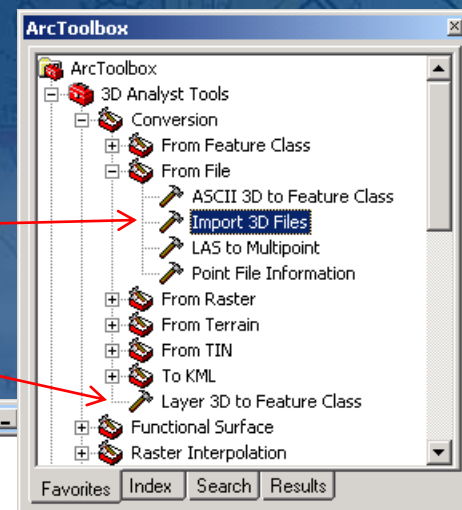 ArcToolbox
ArcToolbox
3D Analyst Tools
Conversion
From Feature Class
From File
ASCII 3D to Feature Class
Import 3D Files
LAS to Multipoint
Point File Information
From Raster
From Terrain
From TIN
To KML
Layer 3D to Feature Class
Functional Surface
Raster Interpolation
Favorites Index Search Results